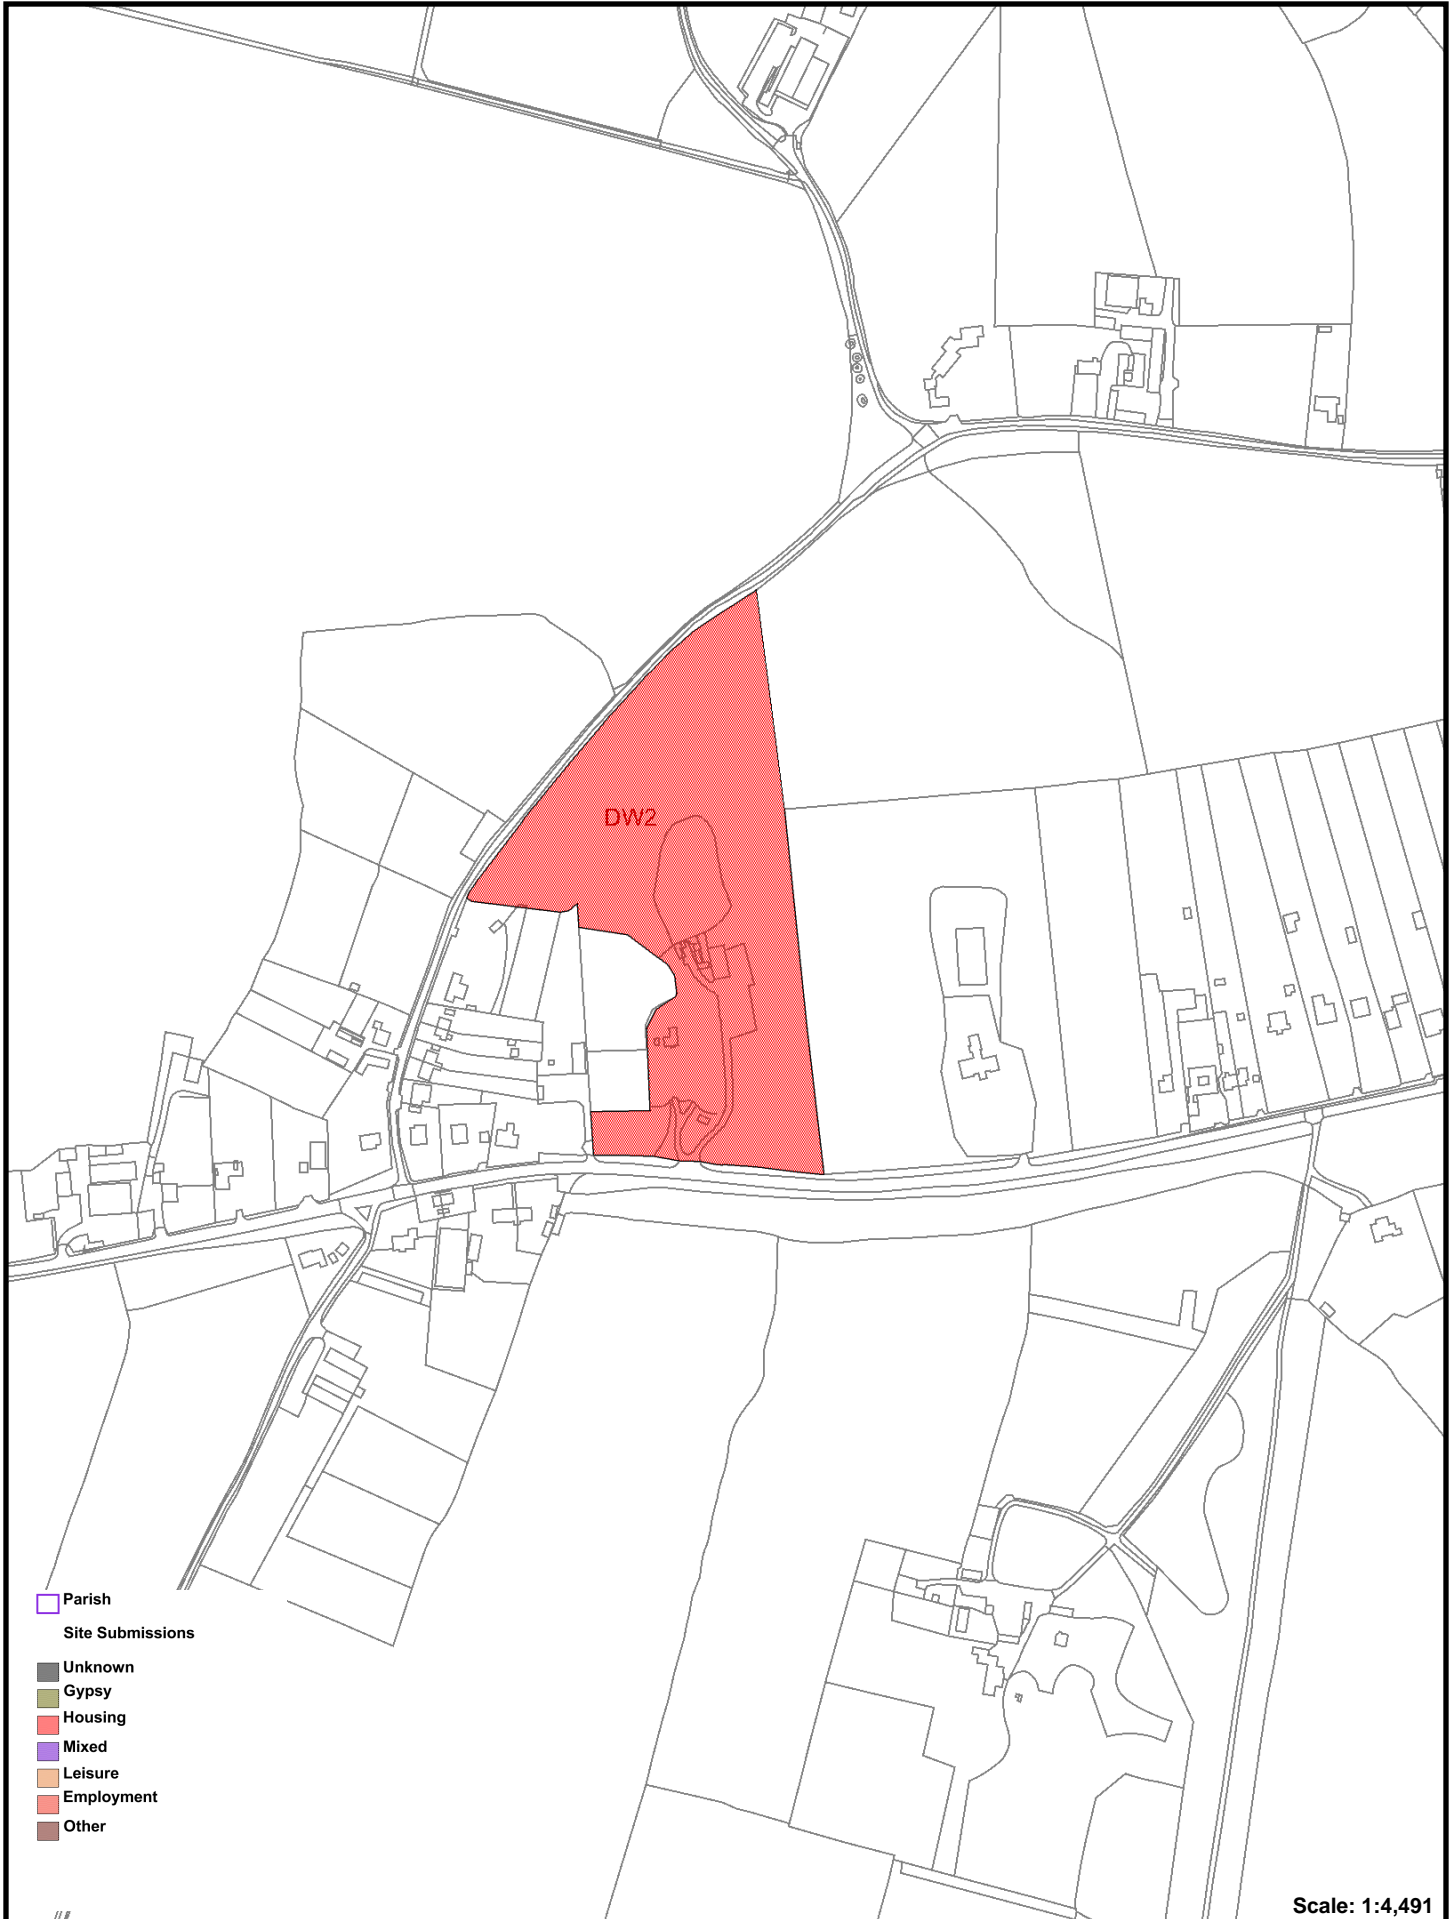 DW2
Parish
Site Submissions
Unknown
Gypsy
Housing
Mixed
Leisure
Employment
Other
Scale: 1:4,491